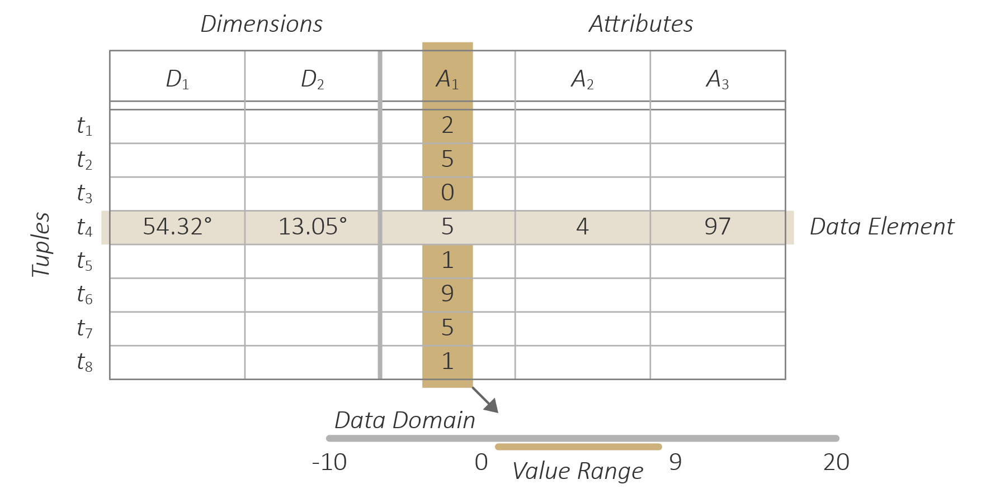 Dimensions Attributes
D₁ D₂ A₁ A₂ A₃
t₁ 2
t₂ 5
t₃ 0
Tuples
t₄ 54.32° 13.05° 5 4 97 Data Element
t₅ 1
t₆ 9
t₇ 5
t₈ 1
Data Domain
-10 0 9 20
Value Range